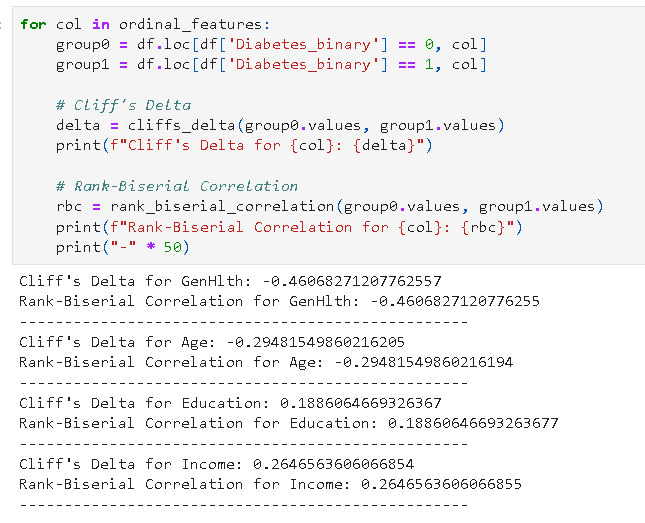 for col in ordinal_features:
    group0 = df.loc[df['Diabetes_binary'] == 0, col]
    group1 = df.loc[df['Diabetes_binary'] == 1, col]

    # Cliff's Delta
    delta = cliffs_delta(group0.values, group1.values)
    print(f"Cliff's Delta for {col}: {delta}")

    # Rank-Biserial Correlation
    rbc = rank_biserial_correlation(group0.values, group1.values)
    print(f"Rank-Biserial Correlation for {col}: {rbc}")
    print("-" * 50)
Cliff's Delta for GenHlth: -0.46068271207762557
Rank-Biserial Correlation for GenHlth: -0.4606827120776255
--------------------------------------------------
Cliff's Delta for Age: -0.29481549860216205
Rank-Biserial Correlation for Age: -0.29481549860216194
--------------------------------------------------
Cliff's Delta for Education: 0.1886064669326367
Rank-Biserial Correlation for Education: 0.18860646693263677
--------------------------------------------------
Cliff's Delta for Income: 0.2646563606066854
Rank-Biserial Correlation for Income: 0.2646563606066855
--------------------------------------------------